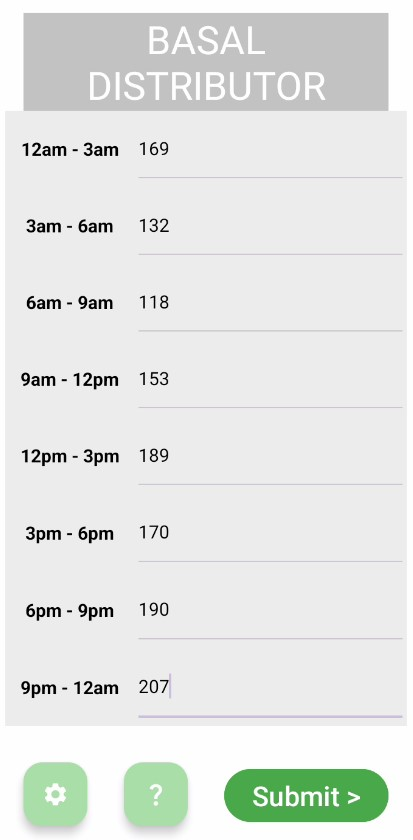 BASAL
DISTRIBUTOR
12am - 3am 169
3am - 6am 132
6am - 9am 118
9am - 12pm 153
12pm - 3pm 189
3pm - 6pm 170
6pm - 9pm 190
9pm - 12am 207
? Submit >